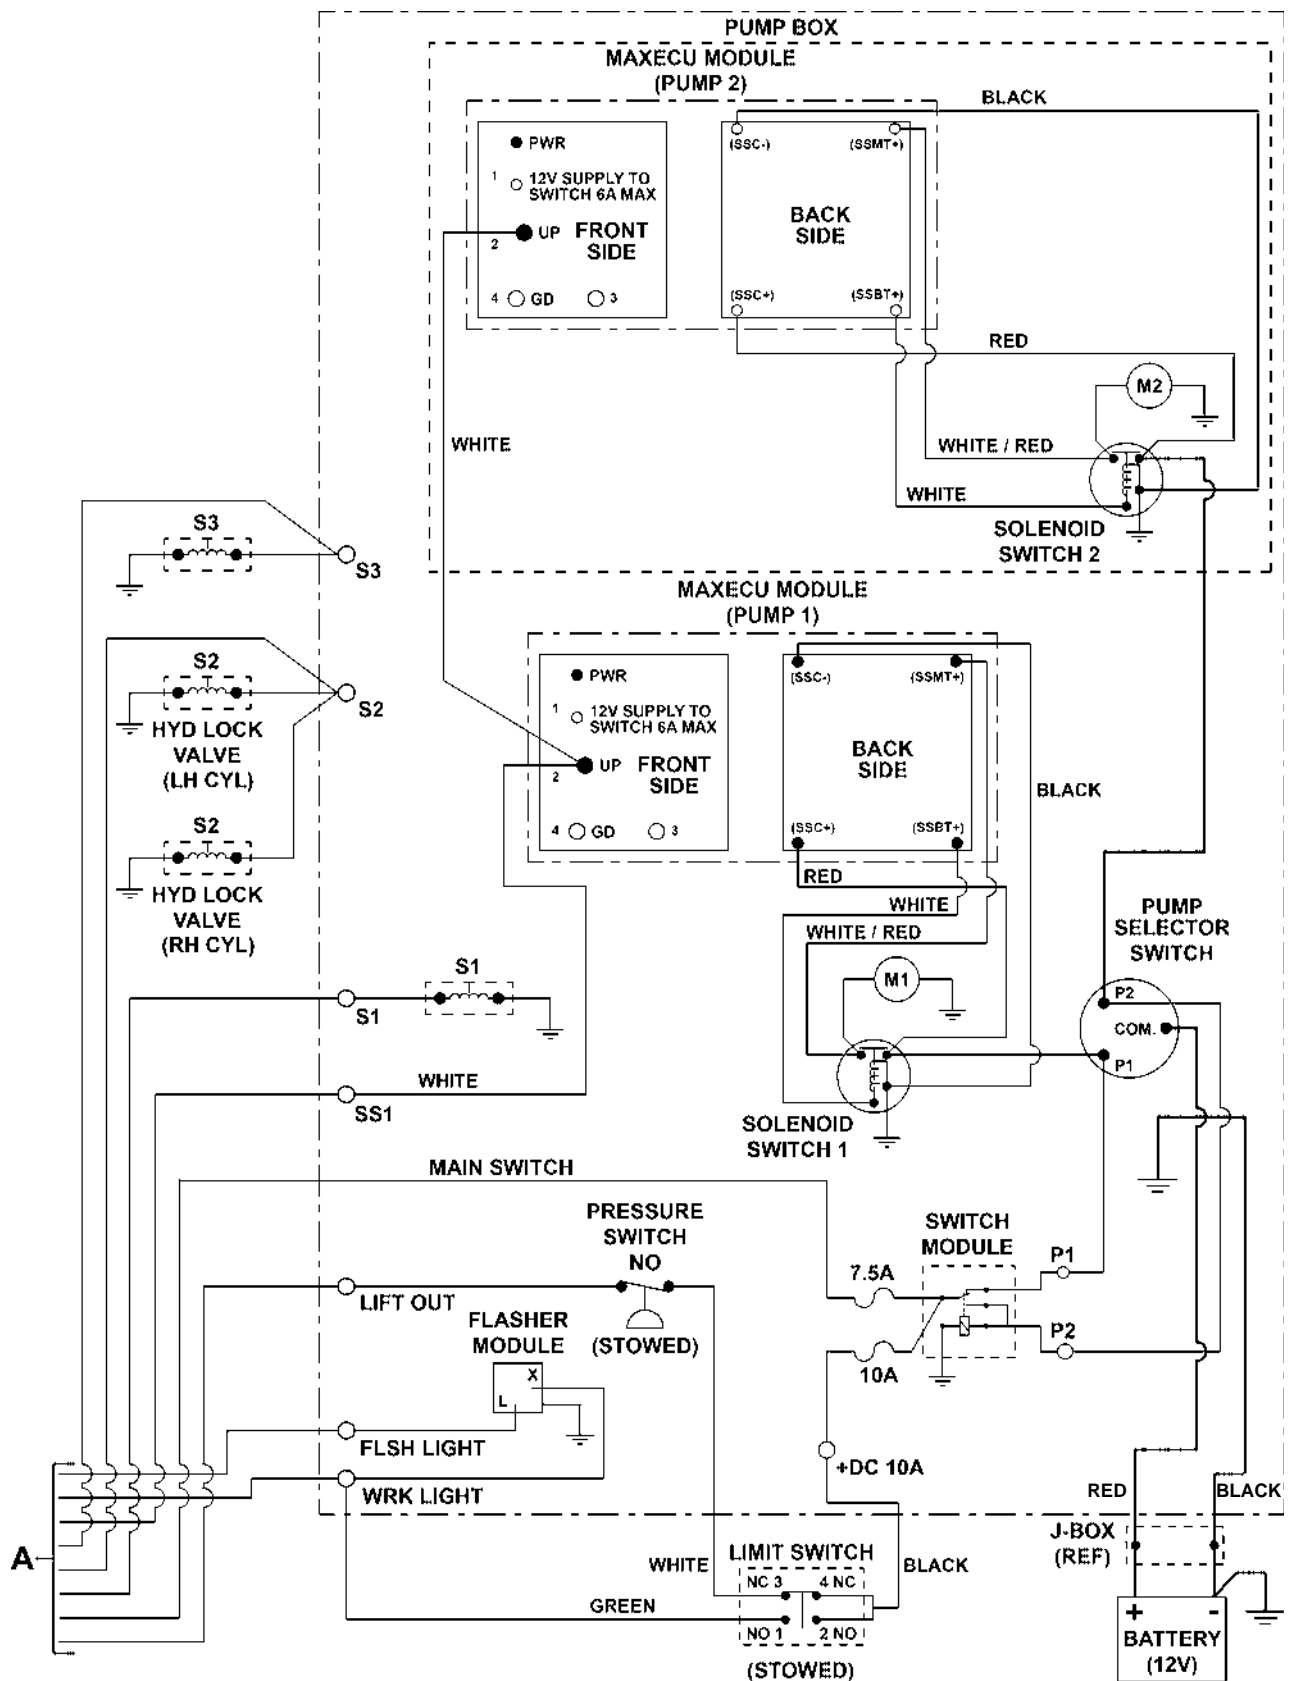 PUMP BOX
MAXECU MODULE
(PUMP 2)
BLACK
PWR
1
12V SUPPLY TO
SWITCH 6A MAX
UP
2
FRONT
SIDE
4
GD
3
(SSC-)
(SSMT+)
BACK
SIDE
(SSC+)
(SSBT+)
RED
M2
WHITE
WHITE / RED
WHITE
SOLENOID
SWITCH 2
S3
S3
S2
S2
HYD LOCK
VALVE
(LH CYL)
S2
HYD LOCK
VALVE
(RH CYL)
MAXECU MODULE
(PUMP 1)
PWR
1
12V SUPPLY TO
SWITCH 6A MAX
UP
2
FRONT
SIDE
4
GD
3
(SSC-)
(SSMT+)
BACK
SIDE
(SSC+)
(SSBT+)
BLACK
RED
WHITE
WHITE / RED
M1
PUMP
SELECTOR
SWITCH
P2
COM.
P1
S1
S1
WHITE
SS1
SOLENOID
SWITCH 1
MAIN SWITCH
PRESSURE
SWITCH
NO
(STOWED)
SWITCH
MODULE
P1
7.5A
P2
10A
LIFT OUT
FLASHER
MODULE
X
L
FLSH LIGHT
+DC 10A
WRK LIGHT
RED
BLACK
J-BOX
(REF)
A
WHITE
LIMIT SWITCH
BLACK
NC 3
4 NC
GREEN
NO 1
2 NO
(STOWED)
+
-
BATTERY
(12V)